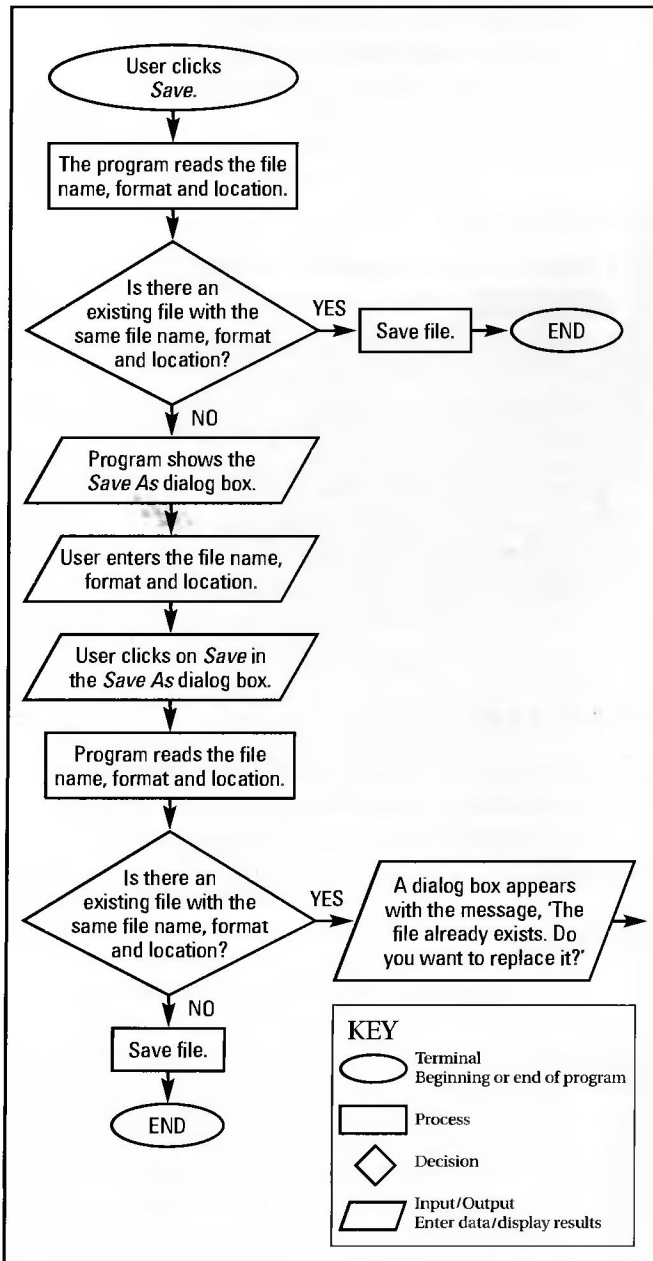 User clicks
Save.
The program reads the file
name, format and location.
Is there an
existing file with the
same file name, format
and location?
YES
Save file.
END
NO
Program shows the
Save As dialog box.
User enters the file name,
format and location.
User clicks on Save in
the Save As dialog box.
Program reads the file
name, format and location.
Is there an
existing file with the
same file name, format
and location?
YES
A dialog box appears
with the message, 'The
file already exists. Do
you want to replace it?'
NO
Save file.
END
KEY
Terminal
Beginning or end of program
Process
Decision
Input/Output
Enter data/display results